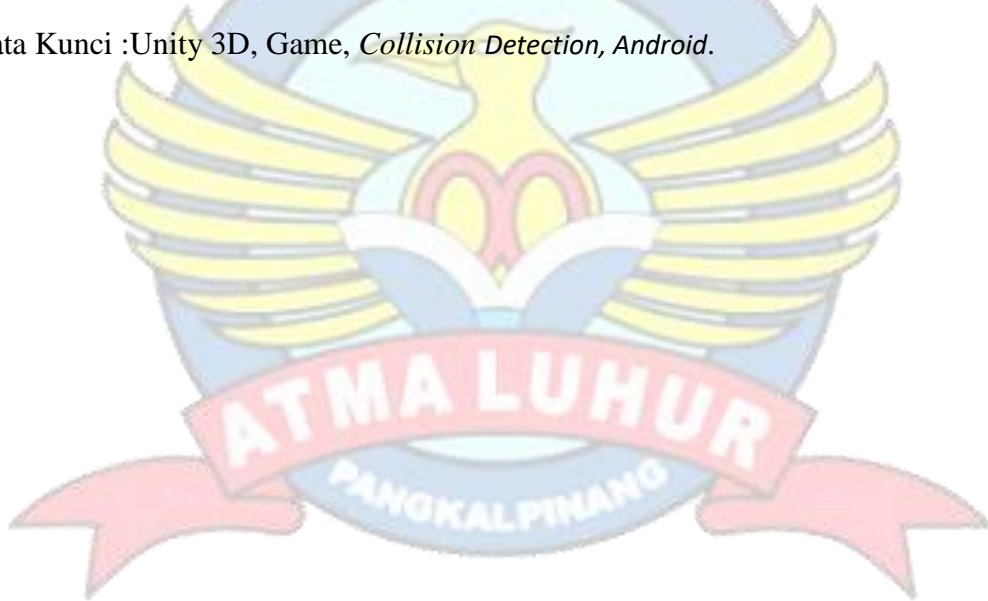 ata Kunci :Unity 3D, Game, Collision Detection, Android.
ATMA LUHUR
PANGKALPINANG